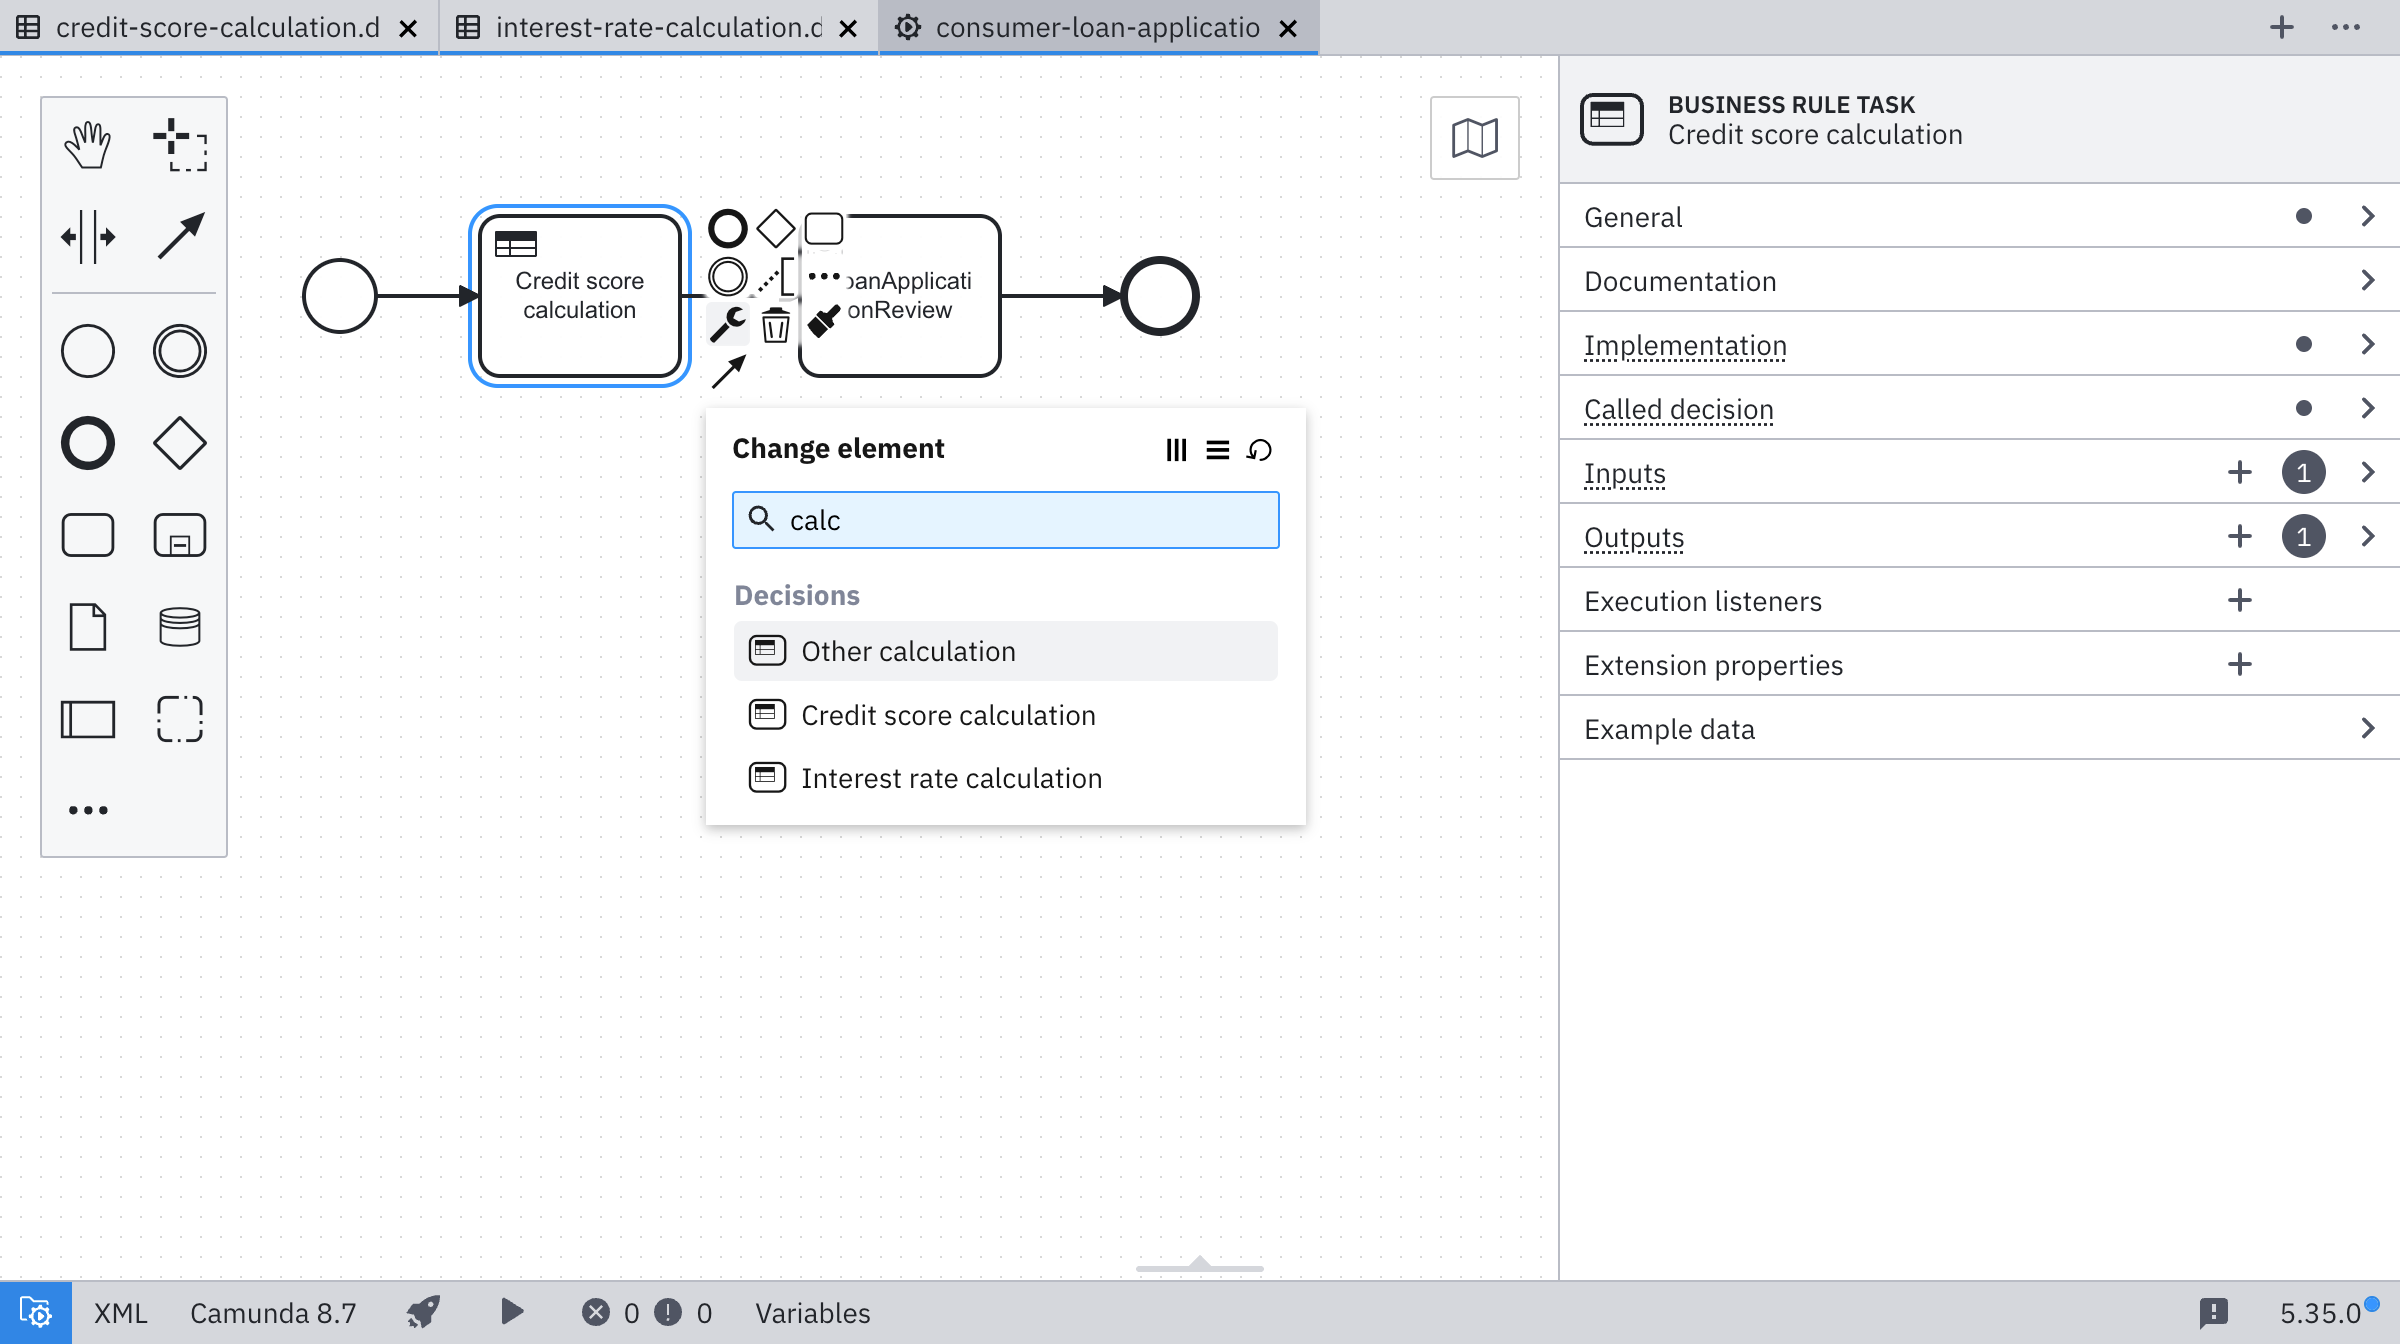 credit-score-calculation.d
interest-rate-calculation.d
consumer-loan-applicatio
Credit score
calculation
oanApplicati
onReview
Change element
calc
Decisions
Other calculation
Credit score calculation
Interest rate calculation
BUSINESS RULE TASK
Credit score calculation
General
Documentation
Implementation
Called decision
Inputs
1
Outputs
1
Execution listeners
Extension properties
Example data
XML
Camunda 8.7
0
0
Variables
5.35.0